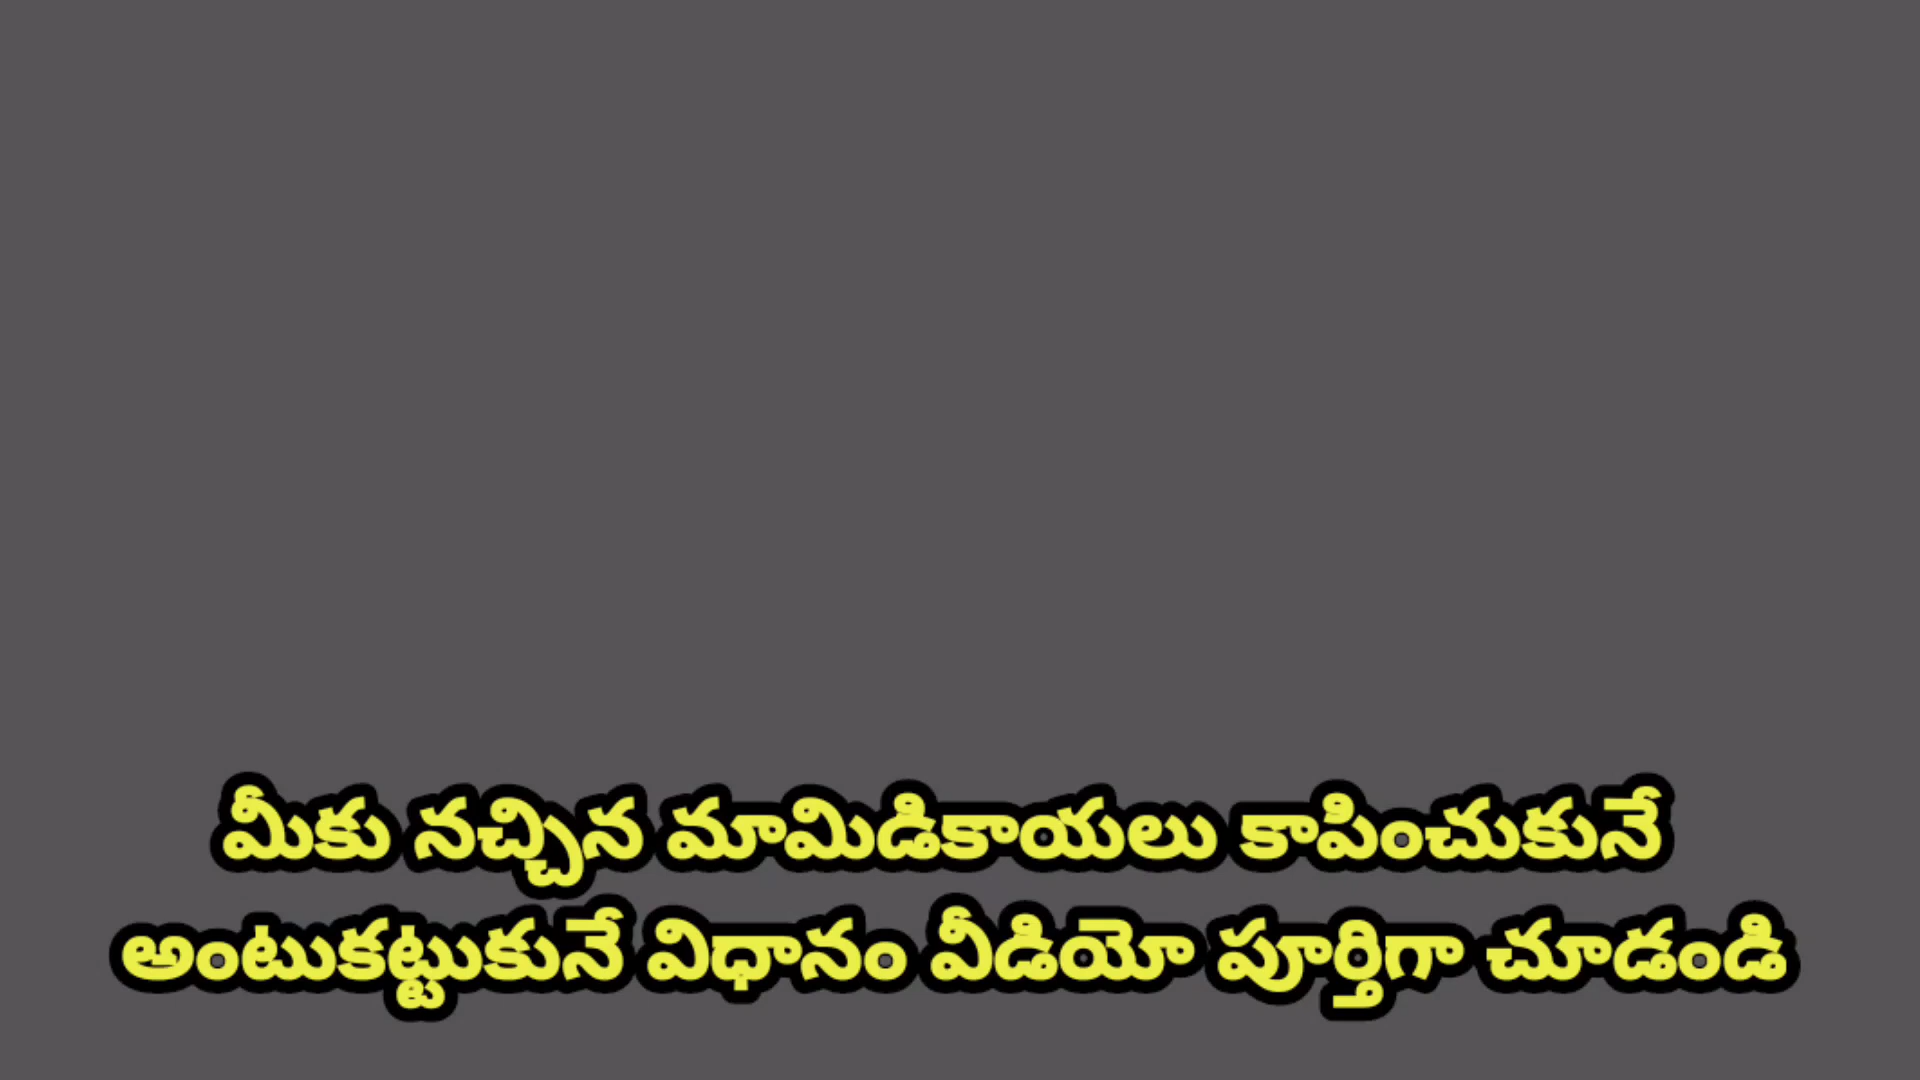 మీకు నచ్చిన మామిడికాయలు కాపించుకునే
అంటుకట్టుకునే విధానం వీడియో పూర్తిగా చూడండి